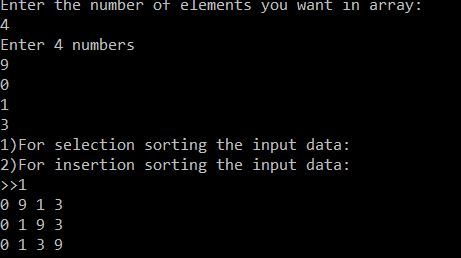 Enter the number of elements you want in array:
4
Enter 4 numbers
9
0
1
3
1)For selection sorting the input data:
2)For insertion sorting the input data:
>>1
0 9 1 3
0 1 9 3
0 1 3 9